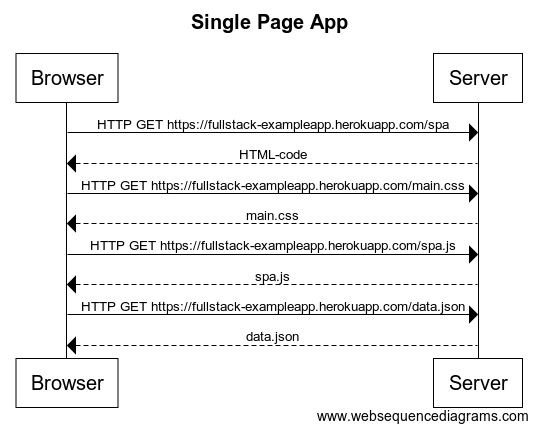 Single Page App
Browser
Server
HTTP GET https://fullstack-exampleapp.herokuapp.com/spa
HTML-code
HTTP GET https://fullstack-exampleapp.herokuapp.com/main.css
main.css
HTTP GET https://fullstack-exampleapp.herokuapp.com/spa.js
spa.js
HTTP GET https://fullstack-exampleapp.herokuapp.com/data.json
data.json
Browser
Server
www.websequencediagrams.com